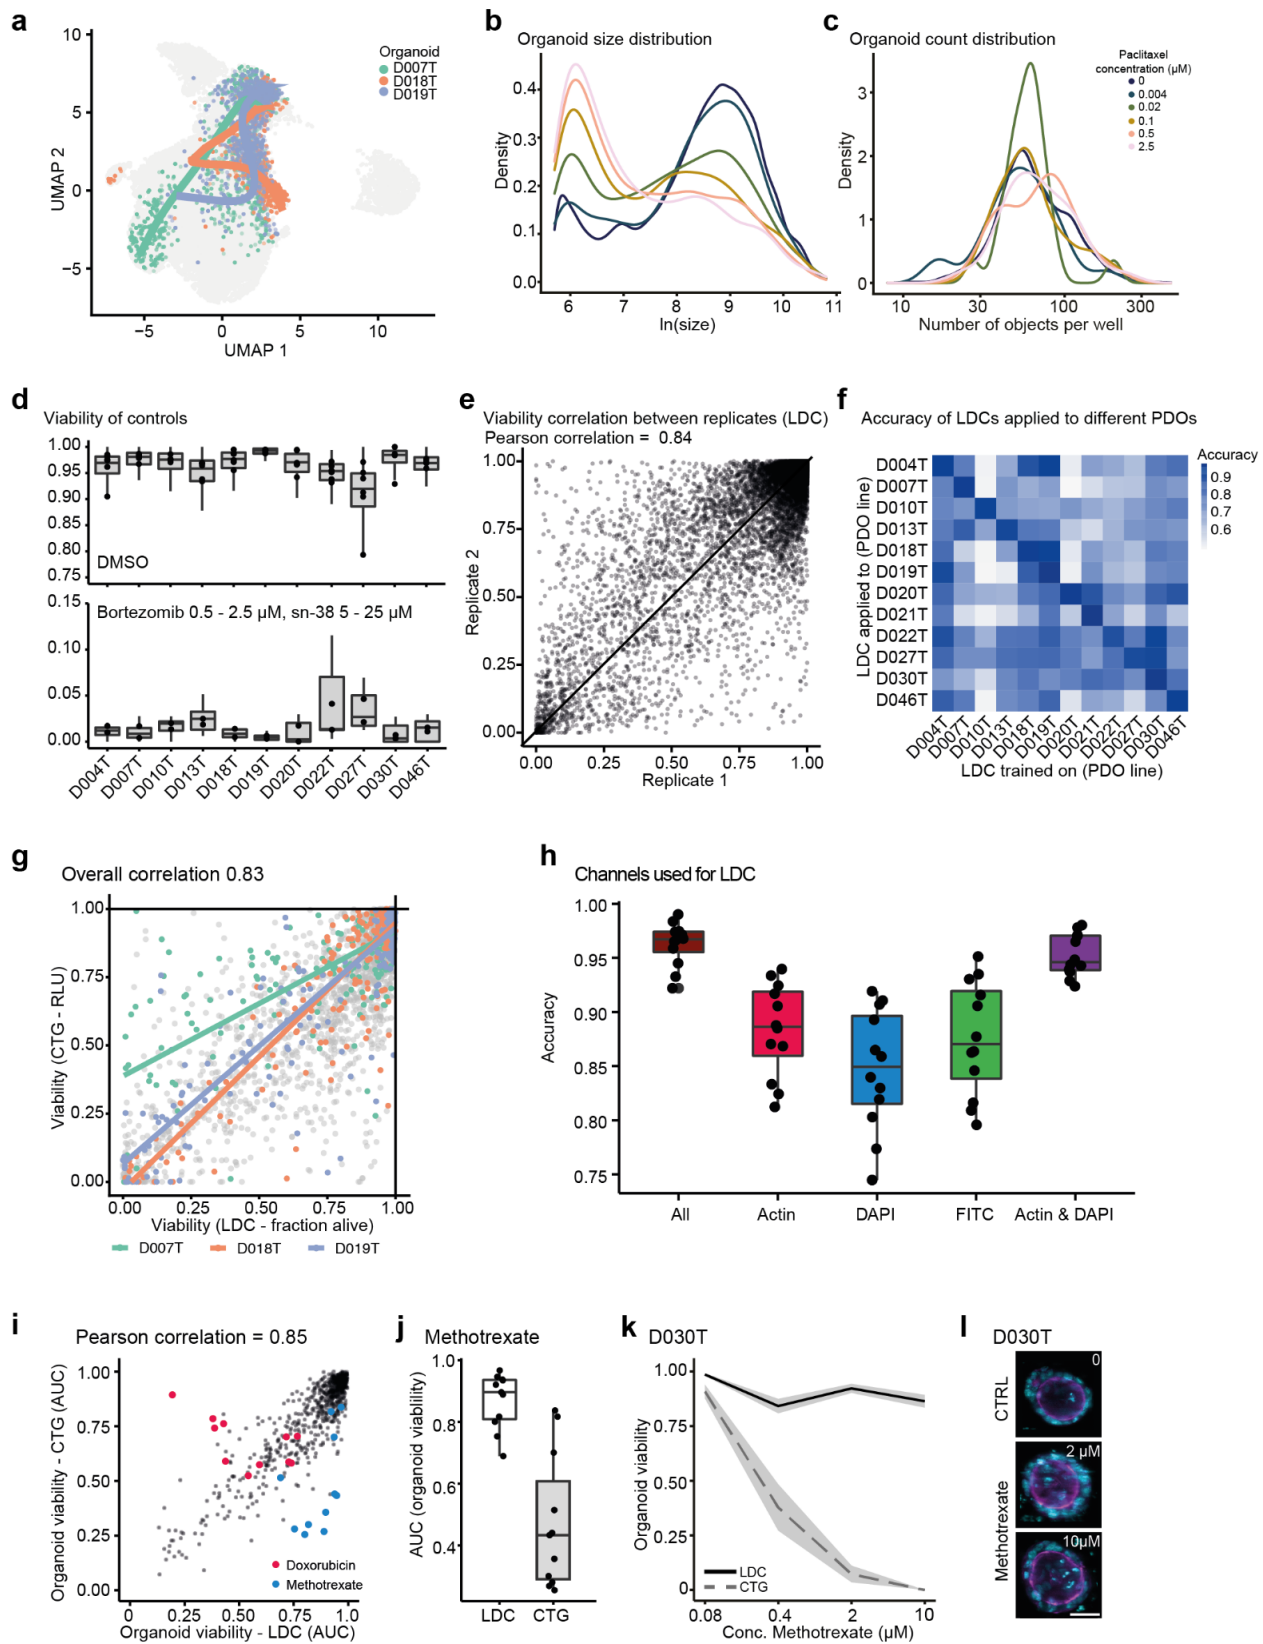 a
10
5
0
−5
UMAP 2
−5
0
5
10
UMAP 1
Organoid
D007T
D018T
D019T
b
Organoid size distribution
0.4
0.3
0.2
0.1
0.0
Density
6
7
8
9
10
11
ln(size)
c
Organoid count distribution
3
2
1
0
Density
10
30
100
300
Number of objects per well
Paclitaxel
concentration (µM)
0
0.004
0.02
0.1
0.5
2.5
d
Viability of controls
1.00
0.95
0.90
0.85
0.80
0.75
DMSO
0.15
0.10
0.05
0.00
Bortezomib 0.5 - 2.5 µM, sn-38 5 - 25 µM
D004T
D007T
D010T
D013T
D018T
D019T
D020T
D022T
D027T
D030T
D046T
e
Viability correlation between replicates (LDC)
Pearson correlation = 0.84
1.00
0.75
0.50
0.25
0.00
Replicate 2
0.00
0.25
0.50
0.75
1.00
Replicate 1
f
Accuracy of LDCs applied to different PDOs
LDC applied to (PDO line)
D004T
D007T
D010T
D013T
D018T
D019T
D020T
D021T
D022T
D027T
D030T
D046T
D004T
D007T
D010T
D013T
D018T
D019T
D020T
D021T
D022T
D027T
D030T
D046T
LDC trained on (PDO line)
Accuracy
0.9
0.8
0.7
0.6
g
Overall correlation 0.83
1.00
0.75
0.50
0.25
0.00
Viability (CTG - RLU)
0.00
0.25
0.50
0.75
1.00
Viability (LDC - fraction alive)
D007T
D018T
D019T
h
Channels used for LDC
1.00
0.95
0.90
0.85
0.80
0.75
Accuracy
All
Actin
DAPI
FITC
Actin & DAPI
i
Pearson correlation = 0.85
1.00
0.75
0.50
0.25
0.00
Organoid viability - CTG (AUC)
Doxorubicin
Methotrexate
0
0.25
0.50
0.75
1.0
Organoid viability - LDC (AUC)
j
Methotrexate
1.0
0.8
0.6
0.4
AUC (organoid viability)
LDC
CTG
k
D030T
1.00
0.75
0.50
0.25
0
Organoid viability
LDC
CTG
0.08
0.4
2
10
Conc. Methotrexate (µM)
l
D030T
CTRL
0
Methotrexate
2 µM
10µM